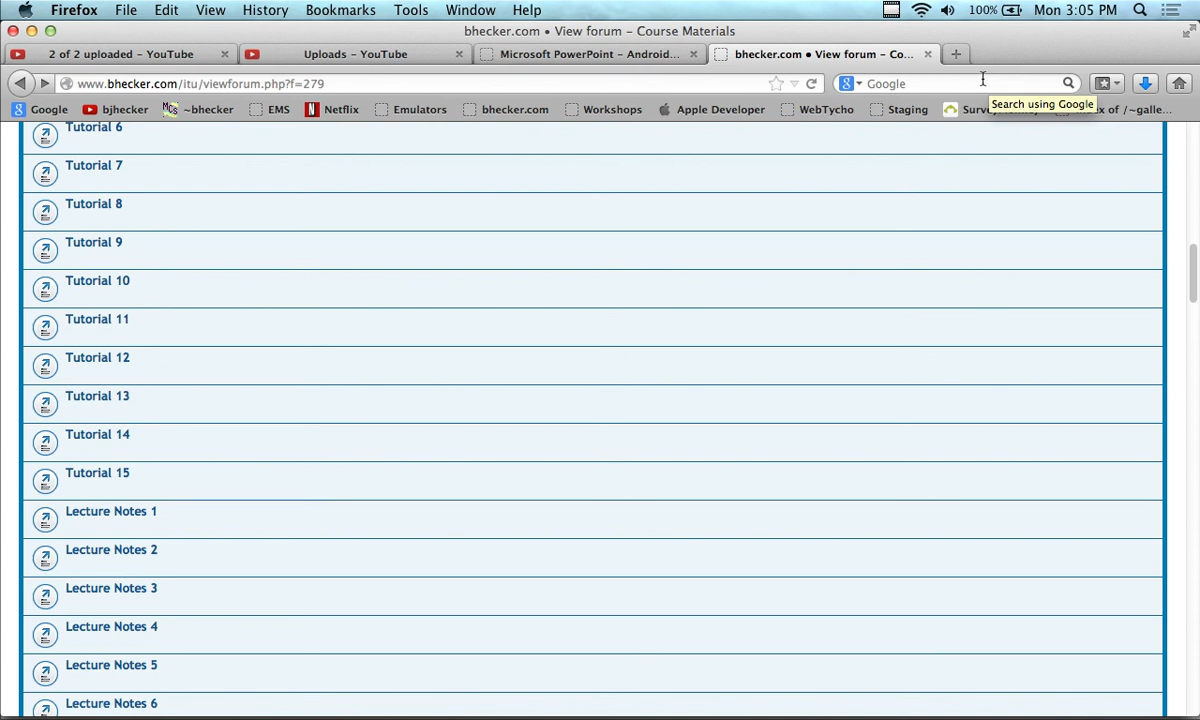 Firefox File Edit View History Bookmarks Tools Window Help 100% Mon 3:05 PM
bhecker.com • View forum – Course Materials
2 of 2 uploaded – YouTube Uploads – YouTube Microsoft PowerPoint – Android... bhecker.com • View forum – Co...
www.bhecker.com/itu/viewforum.php?f=279 Google
Search using Google
Google bjhecker ~bhecker EMS Netflix Emulators bhecker.com Workshops Apple Developer WebTycho Staging of /~galle...
Tutorial 6
Tutorial 7
Tutorial 8
Tutorial 9
Tutorial 10
Tutorial 11
Tutorial 12
Tutorial 13
Tutorial 14
Tutorial 15
Lecture Notes 1
Lecture Notes 2
Lecture Notes 3
Lecture Notes 4
Lecture Notes 5
Lecture Notes 6